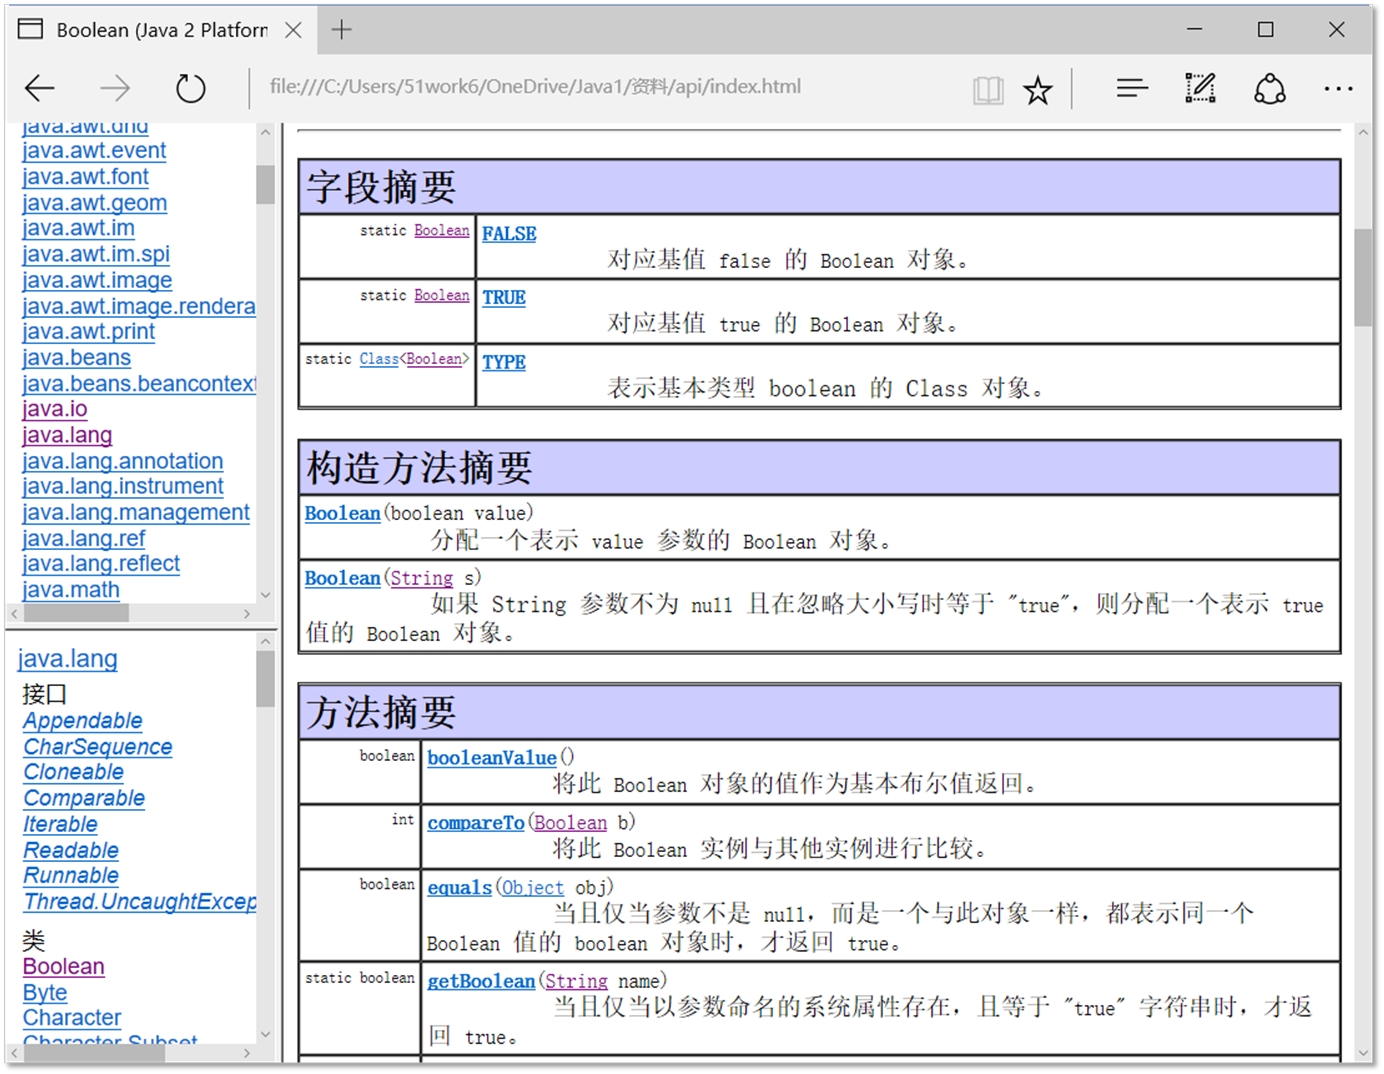 Boolean (Java 2 Platforn
file:///C:/Users/51work6/OneDrive/Java1/资料/api/index.html
java.awt.dnd
java.awt.event
java.awt.font
java.awt.geom
java.awt.im
java.awt.im.spi
java.awt.image
java.awt.image.rendera
java.awt.print
java.beans
java.beans.beancontext
java.io
java.lang
java.lang.annotation
java.lang.instrument
java.lang.management
java.lang.ref
java.lang.reflect
java.math
java.lang
接口
Appendable
CharSequence
Cloneable
Comparable
Iterable
Readable
Runnable
Thread.UncaughtExcep
类
Boolean
Byte
Character
Character.Subset
字段摘要
static Boolean FALSE
对应基值 false 的 Boolean 对象。
static Boolean TRUE
对应基值 true 的 Boolean 对象。
static Class<Boolean> TYPE
表示基本类型 boolean 的 Class 对象。
构造方法摘要
Boolean(boolean value)
分配一个表示 value 参数的 Boolean 对象。
Boolean(String s)
如果 String 参数不为 null 且在忽略大小写时等于 "true"，则分配一个表示 true
值的 Boolean 对象。
方法摘要
boolean booleanValue()
将此 Boolean 对象的值作为基本布尔值返回。
int compareTo(Boolean b)
将此 Boolean 实例与其他实例进行比较。
boolean equals(Object obj)
当且仅当参数不是 null，而是一个与此对象一样，都表示同一个
Boolean 值的 boolean 对象时，才返回 true。
static boolean getBoolean(String name)
当且仅当以参数命名的系统属性存在，且等于 "true" 字符串时，才返
回 true。